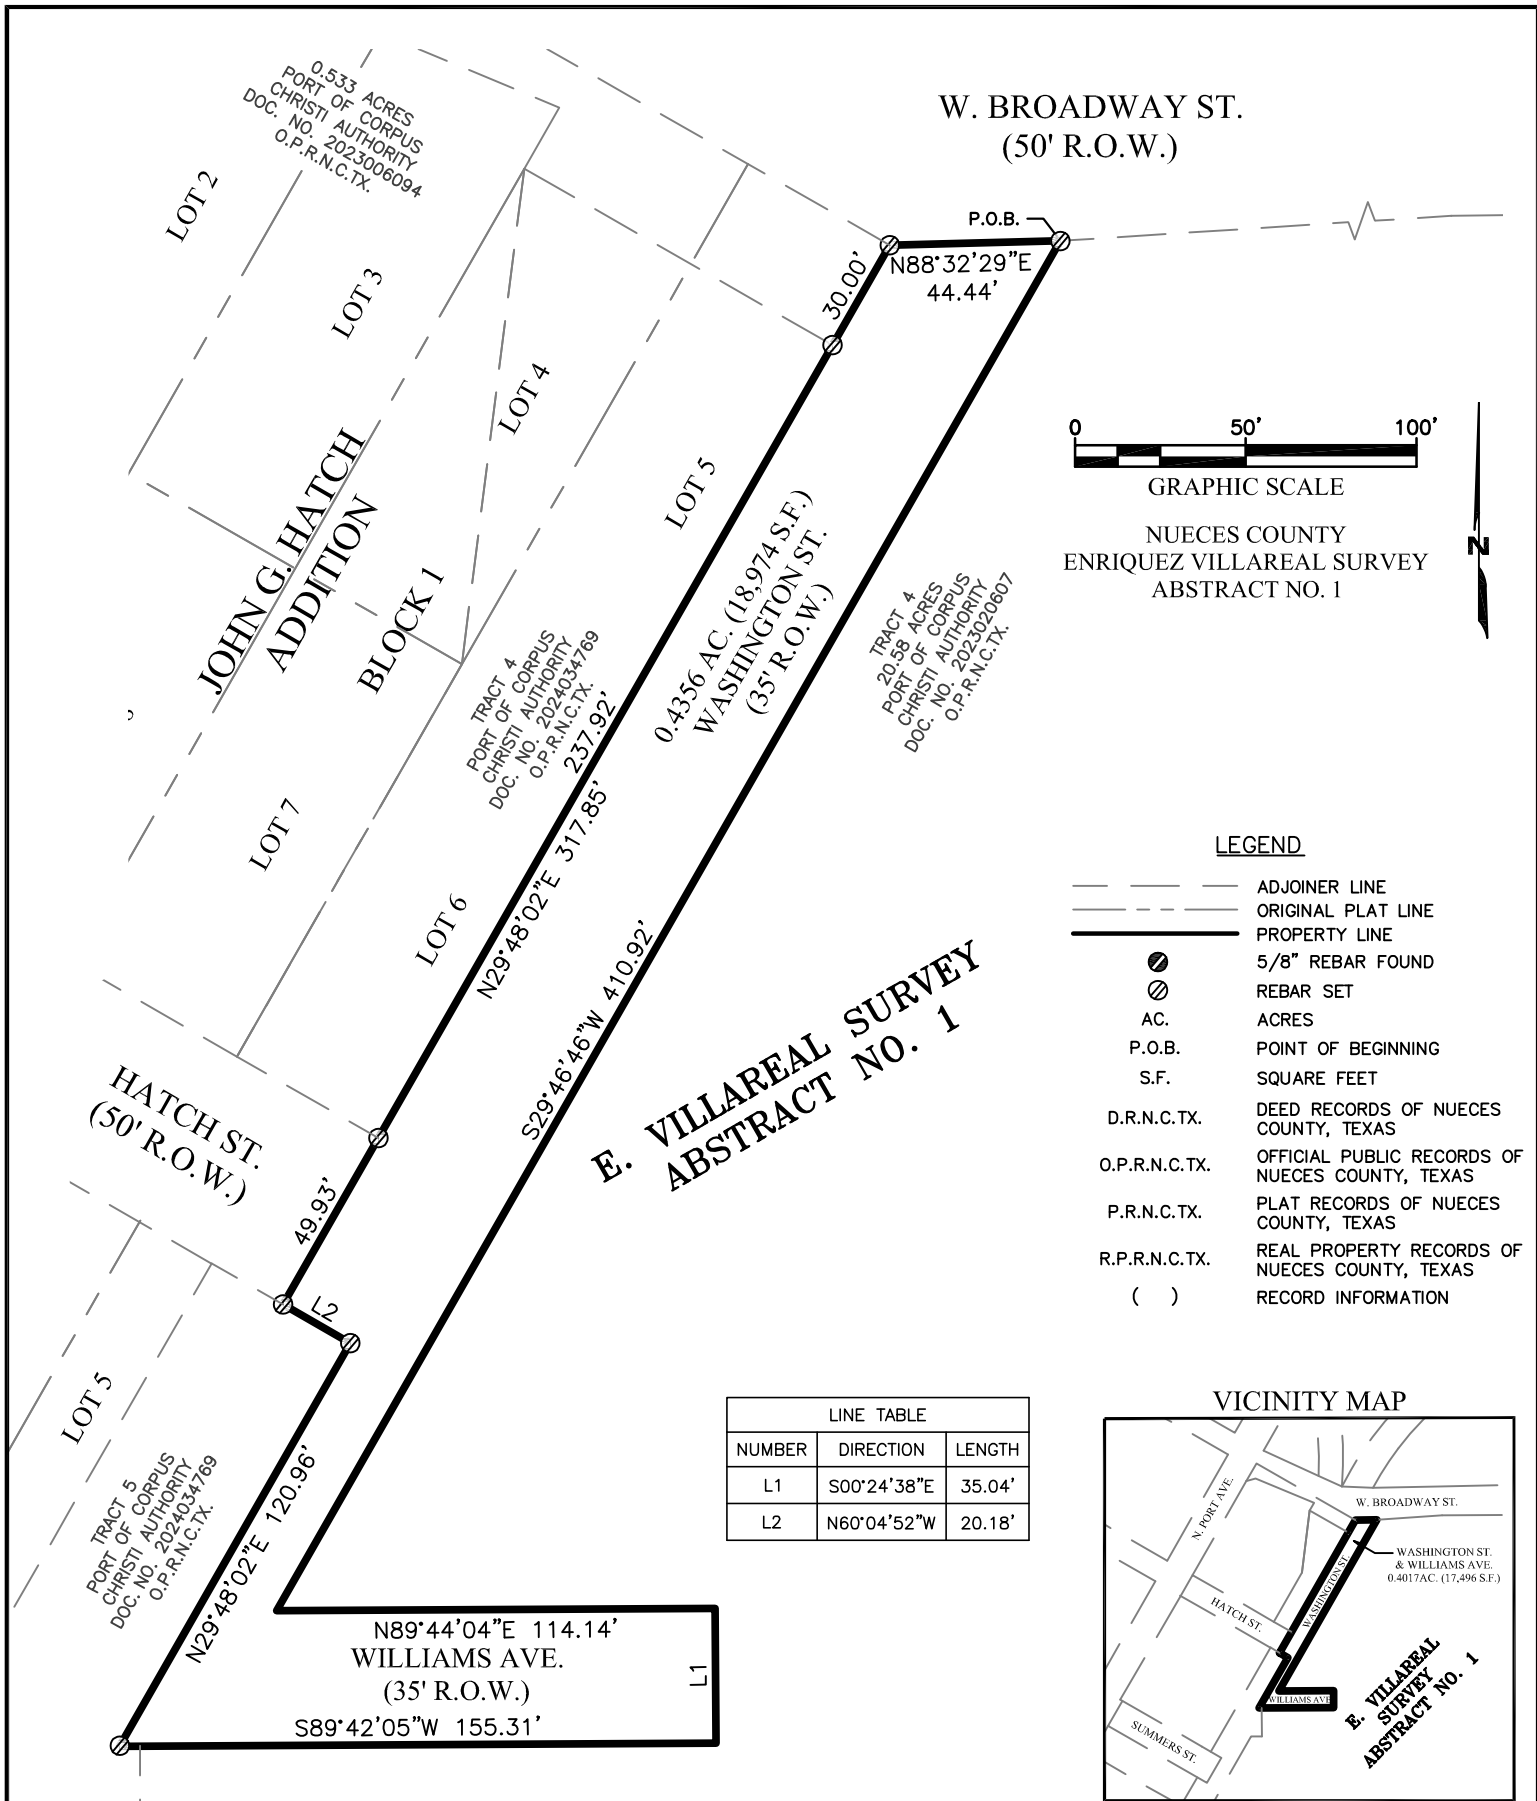 0.533 ACRES
PORT OF CORPUS
CHRISTI AUTHORITY
DOC. NO. 2023006094
O.P.R.N.C.TX.
W. BROADWAY ST.
(50' R.O.W.)
P.O.B.
N88°32'29"E
44.44'
30.00'
LOT 2
LOT 3
LOT 4
LOT 5
JOHN G. HATCH
ADDITION
BLOCK 1
0 50' 100'
GRAPHIC SCALE
NUECES COUNTY
ENRIQUEZ VILLAREAL SURVEY
ABSTRACT NO. 1
N
0.4356 AC. (18,974 S.F.)
WASHINGTON ST.
(35' R.O.W.)
TRACT 4
20.58 ACRES
PORT OF CORPUS
CHRISTI AUTHORITY
DOC. NO. 2023020607
O.P.R.N.C.TX.
TRACT 4
PORT OF CORPUS
CHRISTI AUTHORITY
DOC. NO. 2024034769
O.P.R.N.C.TX.
237.92'
N29°48'02"E 317.85'
LOT 7
LOT 6
S29°46'46"W 410.92'
E. VILLAREAL SURVEY
ABSTRACT NO. 1
HATCH ST.
(50' R.O.W.)
49.93'
L2
LOT 5
TRACT 5
PORT OF CORPUS
CHRISTI AUTHORITY
DOC. NO. 2024034769
O.P.R.N.C.TX.
N29°48'02"E 120.96'
N89°44'04"E 114.14'
WILLIAMS AVE.
(35' R.O.W.)
S89°42'05"W 155.31'
L1
LEGEND
ADJOINER LINE
ORIGINAL PLAT LINE
PROPERTY LINE
5/8" REBAR FOUND
REBAR SET
AC. ACRES
P.O.B. POINT OF BEGINNING
S.F. SQUARE FEET
D.R.N.C.TX. DEED RECORDS OF NUECES
COUNTY, TEXAS
O.P.R.N.C.TX. OFFICIAL PUBLIC RECORDS OF
NUECES COUNTY, TEXAS
P.R.N.C.TX. PLAT RECORDS OF NUECES
COUNTY, TEXAS
R.P.R.N.C.TX. REAL PROPERTY RECORDS OF
NUECES COUNTY, TEXAS
( ) RECORD INFORMATION
LINE TABLE
NUMBER DIRECTION LENGTH
L1 S00°24'38"E 35.04'
L2 N60°04'52"W 20.18'
VICINITY MAP
N. PORT AVE.
W. BROADWAY ST.
WASHINGTON ST.
& WILLIAMS AVE.
0.4017AC. (17,496 S.F.)
WASHINGTON ST.
HATCH ST.
WILLIAMS AVE
SUMMERS ST.
E. VILLAREAL
SURVEY
ABSTRACT NO. 1